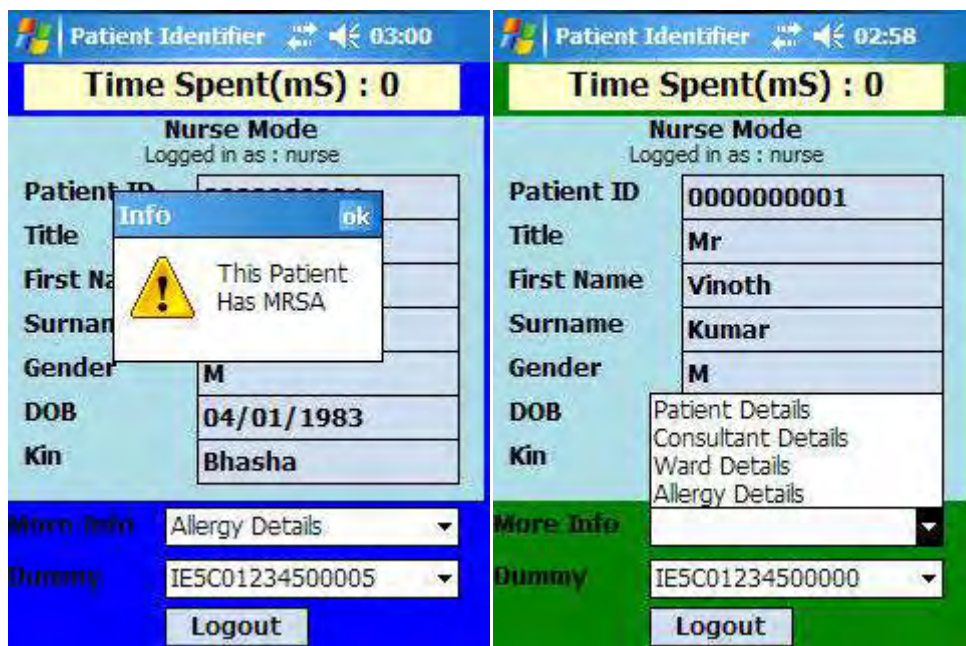 Patient Identifier 03:00
Time Spent(mS) : 0
Nurse Mode
Logged in as : nurse
Patient
Info ok
This Patient
Has MRSA
Title
First Na
Surnam
Gender M
DOB 04/01/1983
Kin Bhasha
More Info Allergy Details
Dummy IE5C01234500005
Logout
Patient Identifier 02:58
Time Spent(mS) : 0
Nurse Mode
Logged in as : nurse
Patient ID 0000000001
Title Mr
First Name Vinoth
Surname Kumar
Gender M
DOB
Kin
Patient Details
Consultant Details
Ward Details
Allergy Details
More Info
Dummy IE5C01234500000
Logout